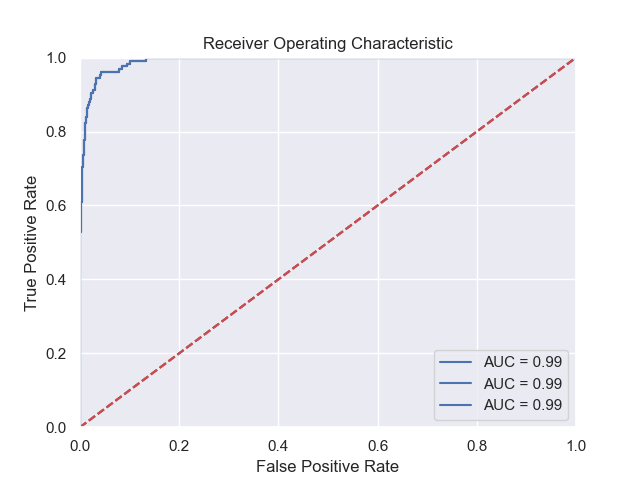 Receiver Operating Characteristic
1.0
0.8
0.6
0.4
0.2
0.0
True Positive Rate
0.0 0.2 0.4 0.6 0.8 1.0
False Positive Rate
AUC = 0.99
AUC = 0.99
AUC = 0.99